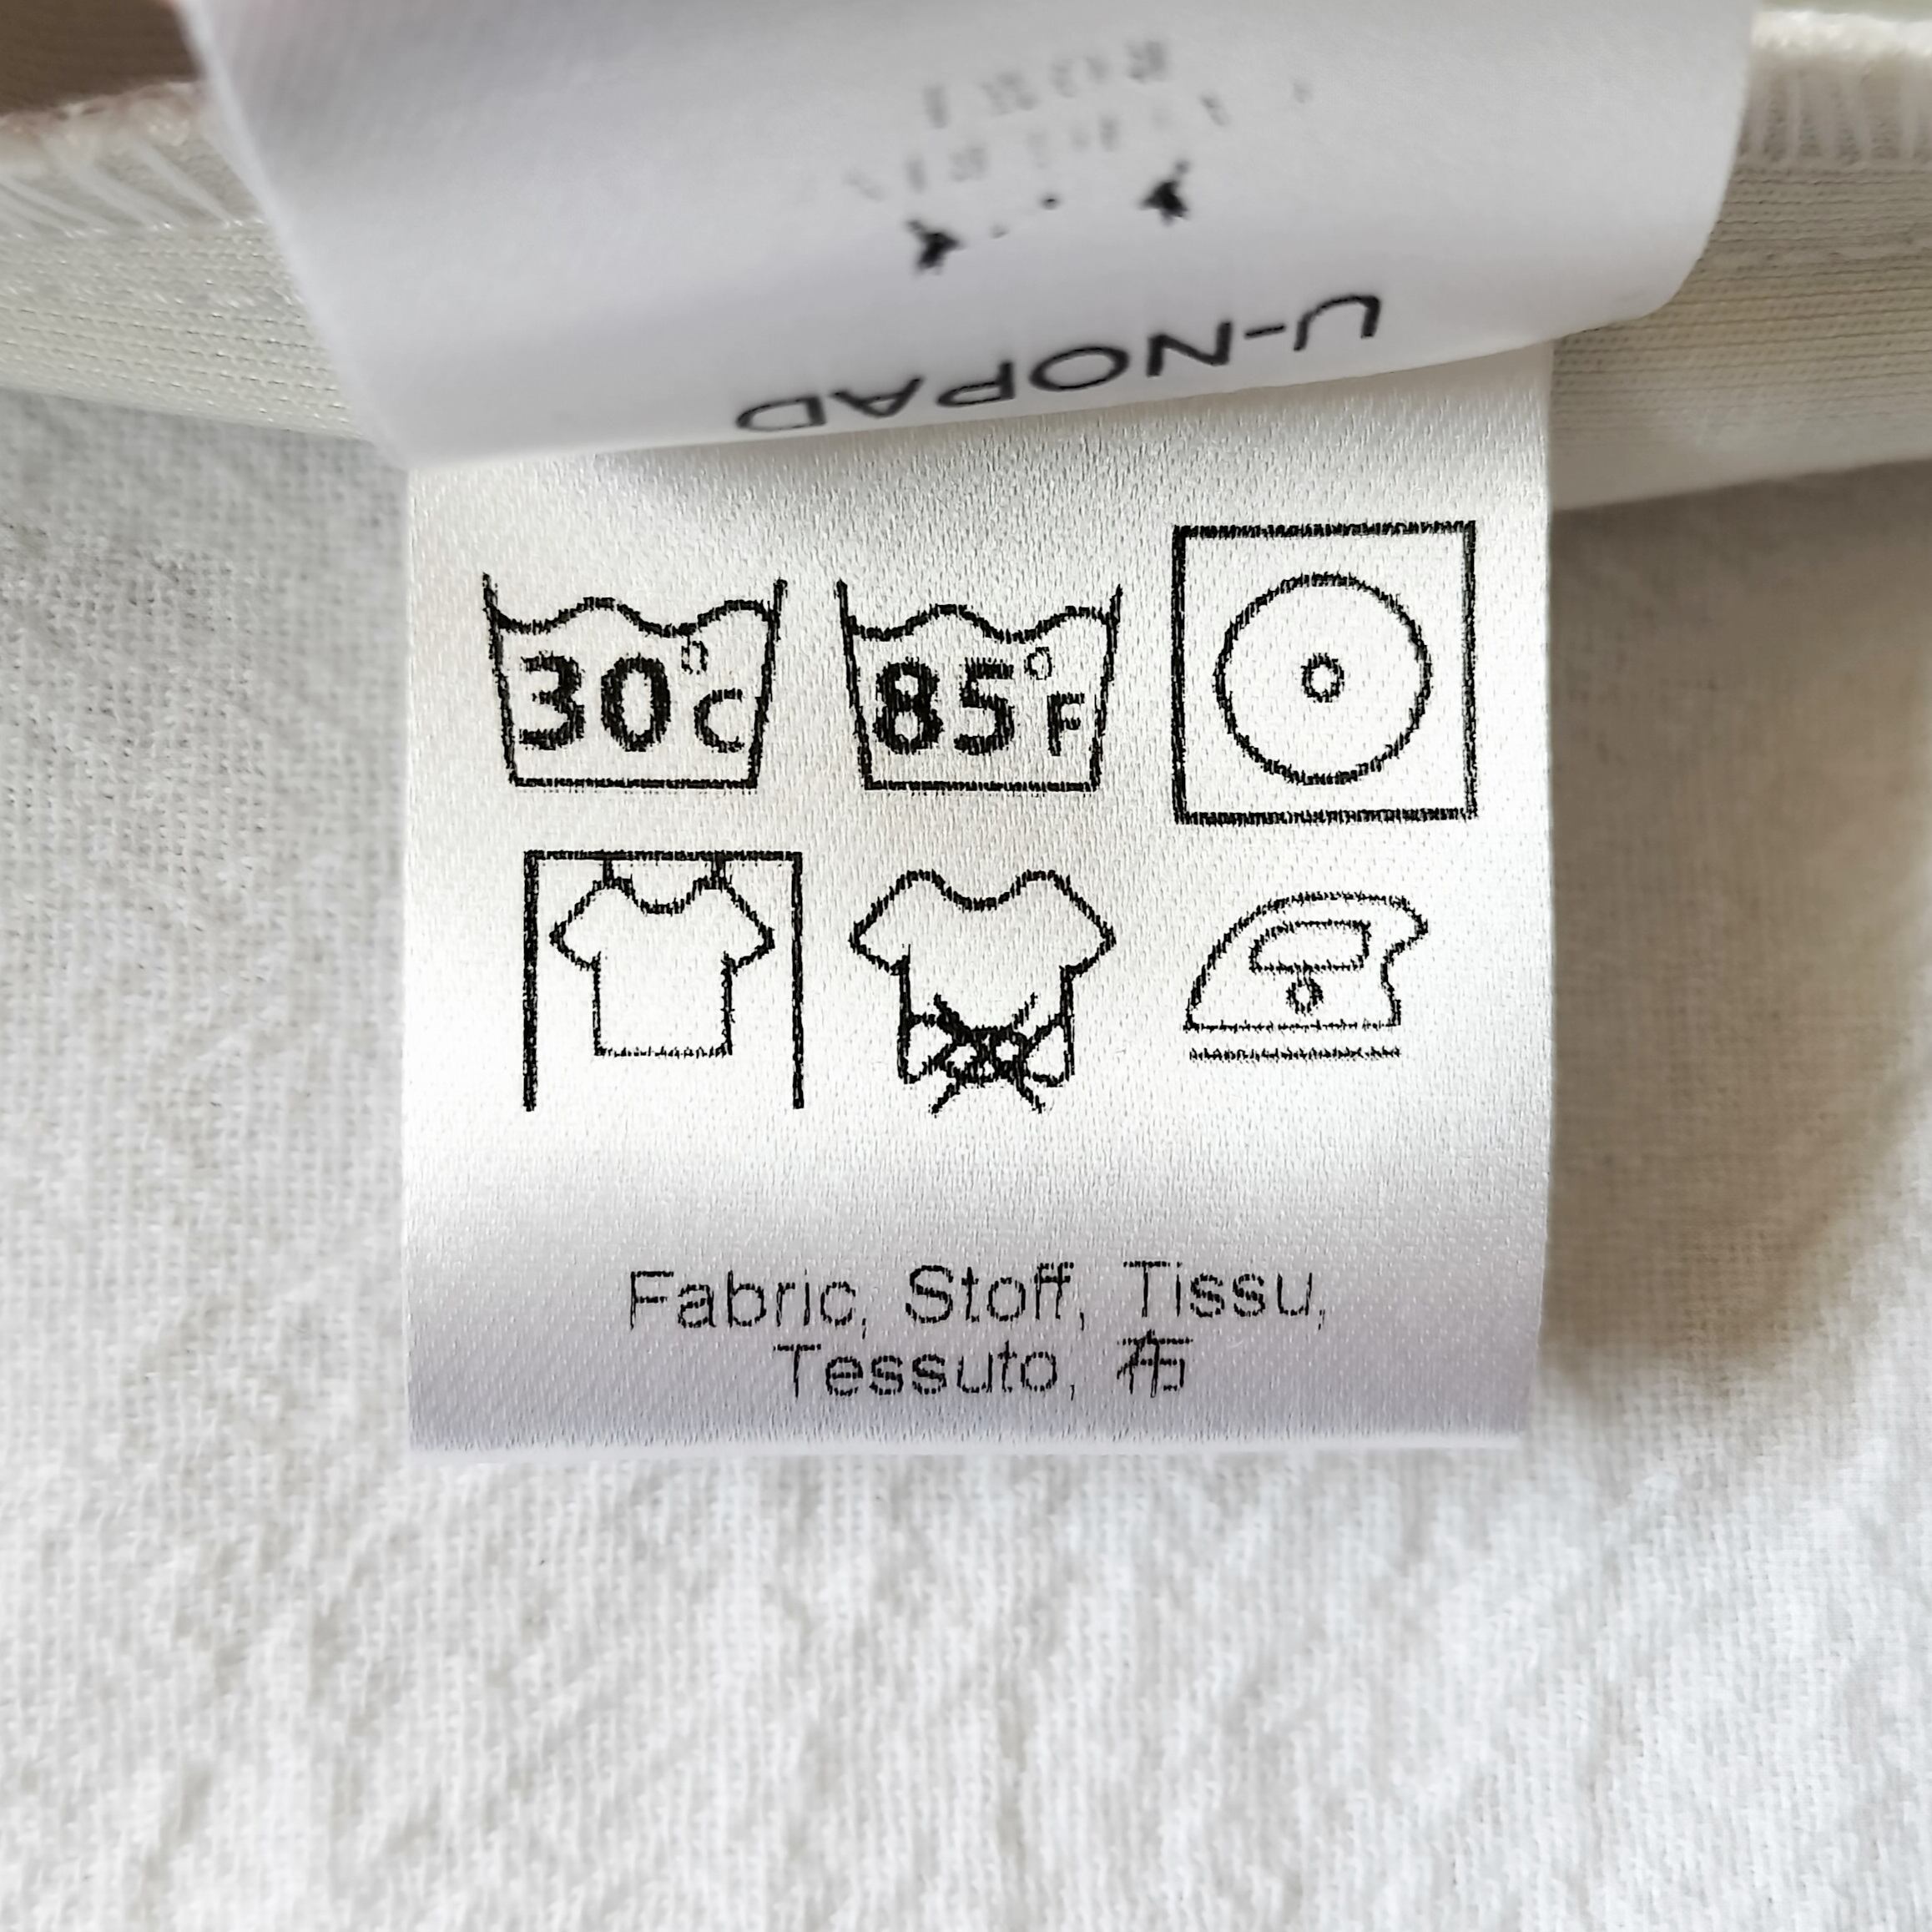 U-NOPAD
30°C 85°F
Fabric, Stoff, Tissu,
Tessuto, 布